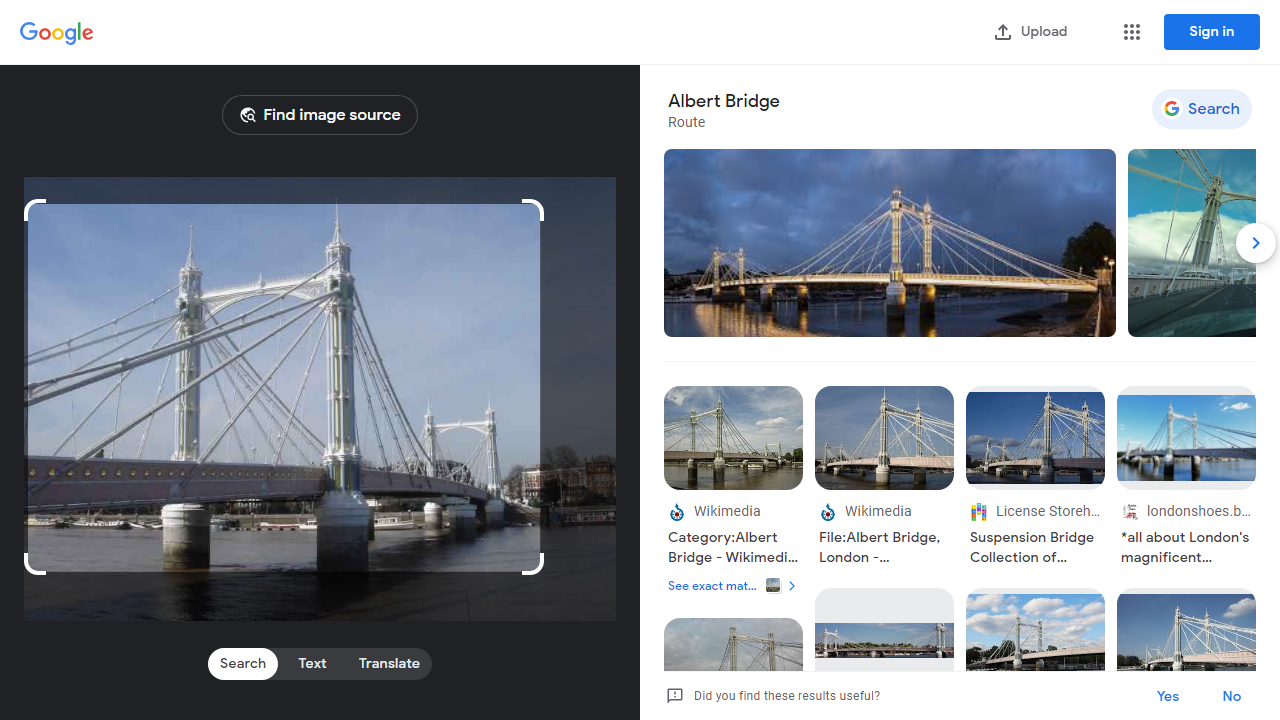 Google
Upload
Sign in
Find image source
Search
Text
Translate
Albert Bridge
Route
Search
Wikimedia
Category:Albert
Bridge - Wikimedi...
See exact mat...
Wikimedia
File:Albert Bridge,
London -...
License Storeh...
Suspension Bridge
Collection of...
londonshoes.b...
*all about London's
magnificent...
Did you find these results useful?
Yes
No